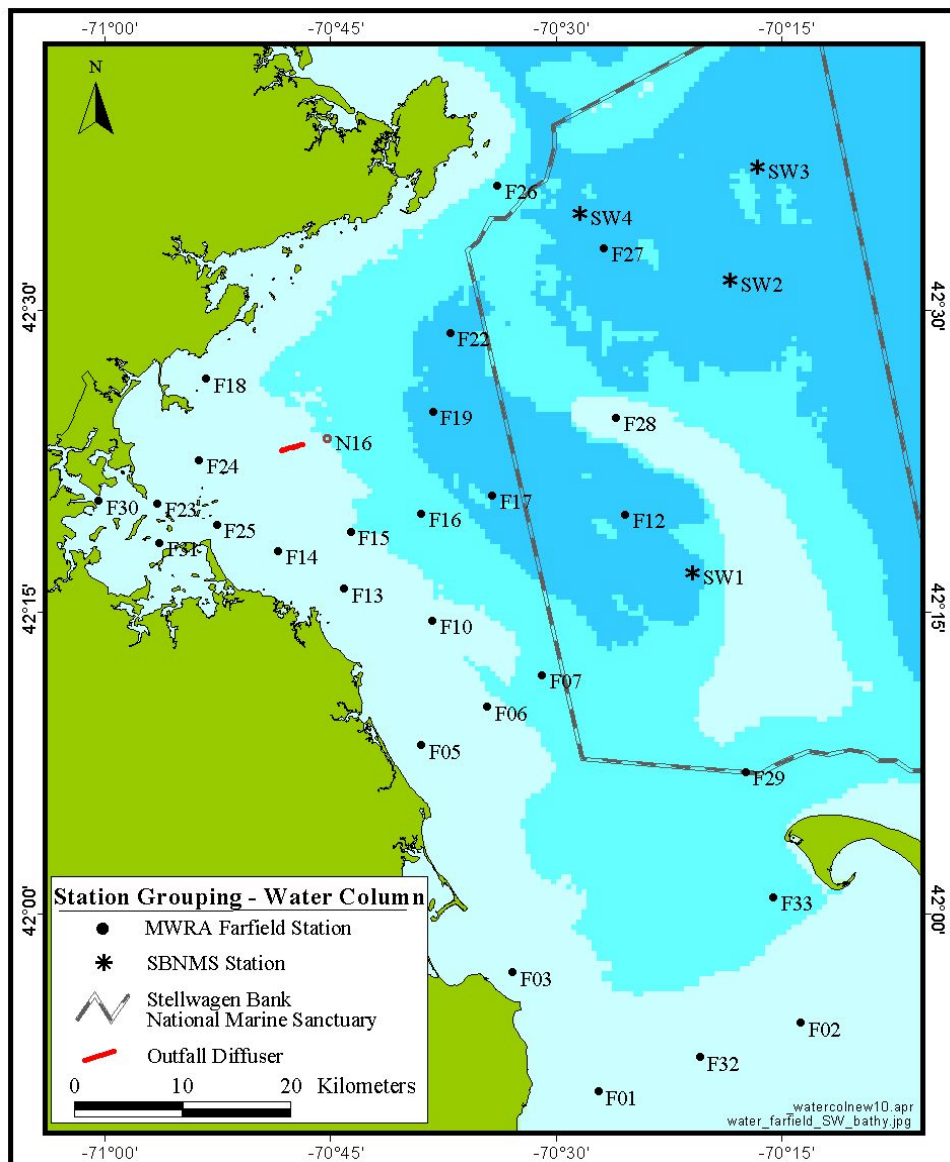 -71°00' -70°45' -70°30' -70°15'
N
F26
SW3
SW4
F27
SW2
42°30' 42°30'
F22
F18
F19
F28
N16
F24
F30 F23 F17
F16 F12
F25
F15
F31 F14
SW1
F13
42°15' 42°15'
F10
F07
F06
F05
F29
Station Grouping - Water Column
MWRA Farfield Station
SBNMS Station
Stellwagen Bank
National Marine Sanctuary
Outfall Diffuser
0 10 20 Kilometers
F33
42°00' 42°00'
F03
F02
F32
F01
_watercolnew10.apr
water_farfield_SW_bathy.jpg
-71°00' -70°45' -70°30' -70°15'